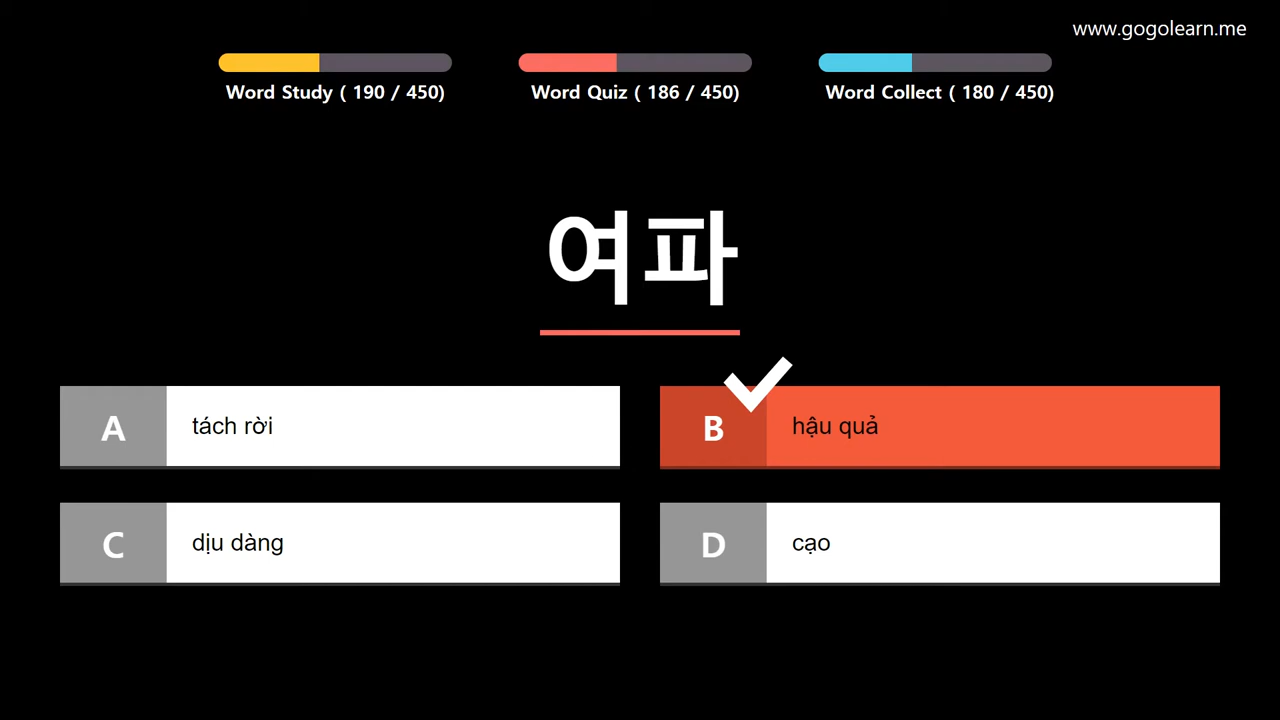 www.gogolearn.me
Word Study ( 190 / 450)
Word Quiz ( 186 / 450)
Word Collect ( 180 / 450)
여파
A
tách rời
B
hậu quả
C
dịu dàng
D
cạo